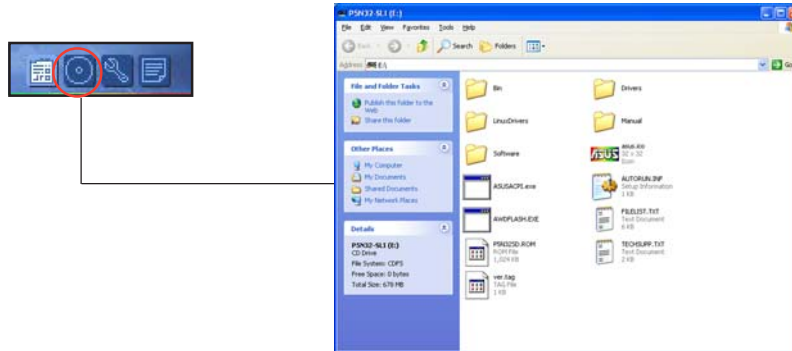 P5N32-SLI (E:)
File Edit View Favorites Tools Help
Back Search Folders
Address E:\ Go
File and Folder Tasks
Publish this folder to the
Web
Share this folder
Other Places
My Computer
My Documents
Shared Documents
My Network Places
Details
P5N32-SLI (E:)
CD Drive
File System: CDFS
Free Space: 0 bytes
Total Size: 678 MB
Bin
Drivers
LinuxDrivers
Manual
Software
ASUS
asus.ico
32 x 32
Icon
ASUSACPI.exe
AUTORUN.INF
Setup Information
1 KB
AWDFLASH.EXE
FILELIST.TXT
Text Document
6 KB
P5N32SD.ROM
ROM File
1,024 KB
TECHSUPP.TXT
Text Document
2 KB
ver.tag
TAG File
1 KB